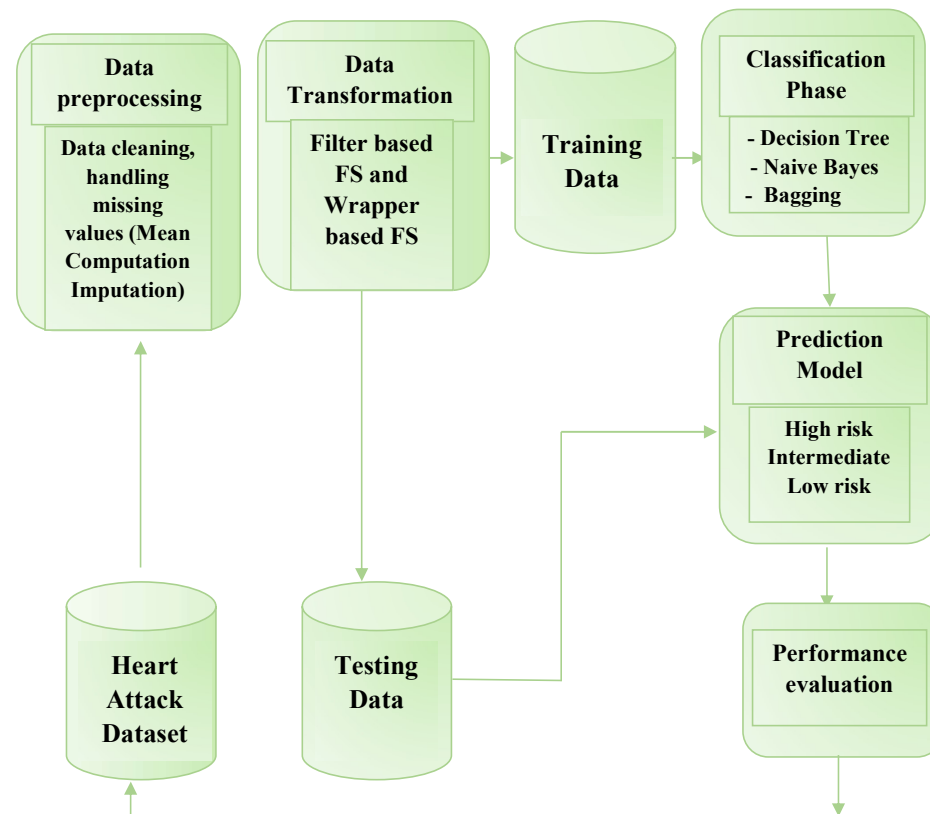 Data
preprocessing
Data cleaning,
handling
missing
values (Mean
Computation
Imputation)
Data
Transformation
Filter based
FS and
Wrapper
based FS
Training
Data
Classification
Phase
- Decision Tree
- Naive Bayes
- Bagging
Prediction
Model
High risk
Intermediate
Low risk
Heart
Attack
Dataset
Testing
Data
Performance
evaluation